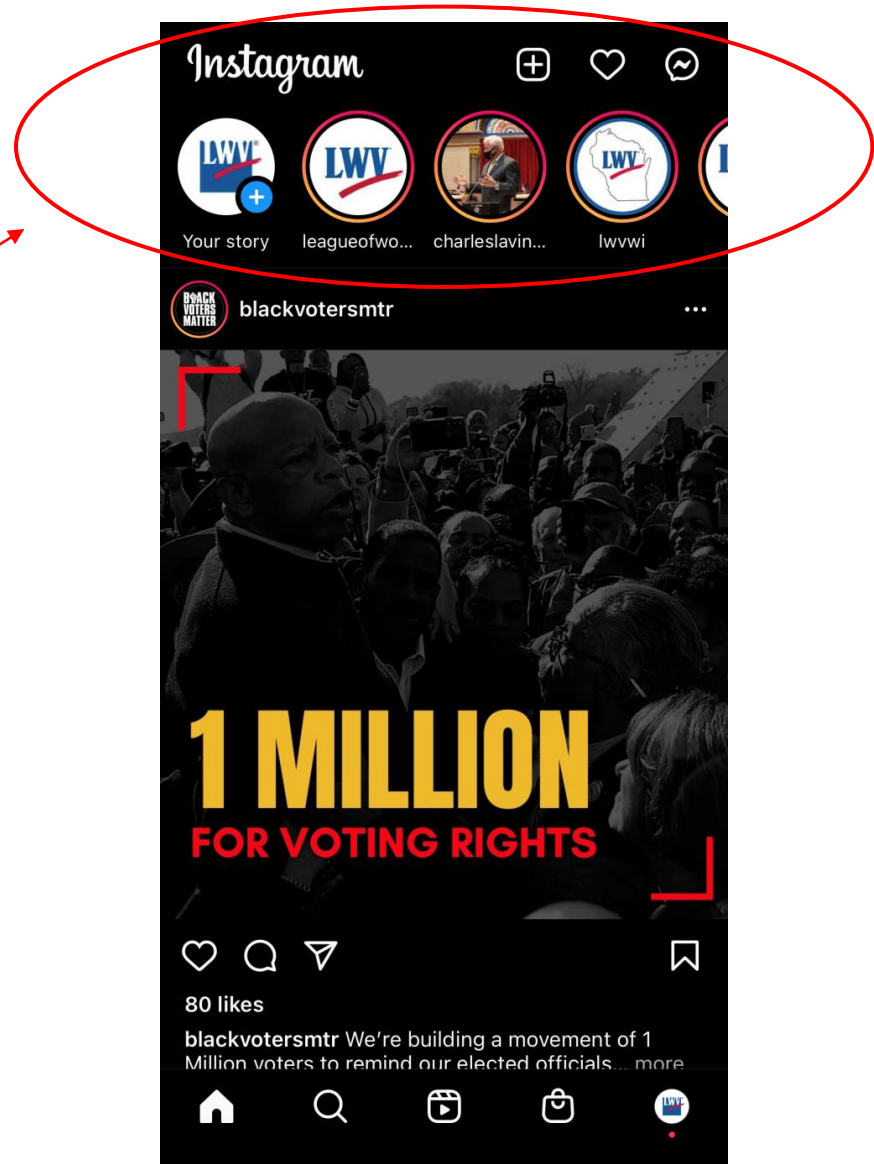 Instagram
LWV LWV LWV
Your story leagueofwo... charleslavin... lwvwi
BLACK
VOTERS
MATTER
blackvotersmtr
1 MILLION
FOR VOTING RIGHTS
80 likes
blackvotersmtr We're building a movement of 1
Million voters to remind our elected officials... more
LWV